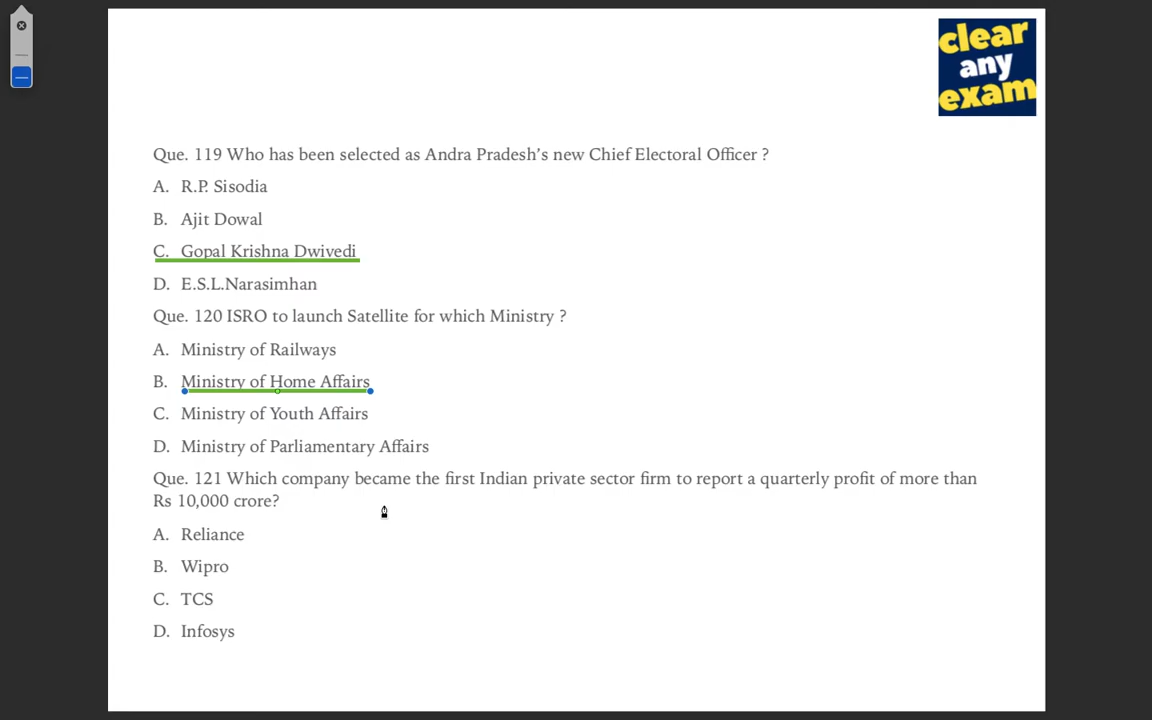 clear
any
exam
Que. 119 Who has been selected as Andra Pradesh's new Chief Electoral Officer ?
A. R.P. Sisodia
B. Ajit Dowal
C. Gopal Krishna Dwivedi
D. E.S.L.Narasimhan
Que. 120 ISRO to launch Satellite for which Ministry ?
A. Ministry of Railways
B. Ministry of Home Affairs
C. Ministry of Youth Affairs
D. Ministry of Parliamentary Affairs
Que. 121 Which company became the first Indian private sector firm to report a quarterly profit of more than
Rs 10,000 crore?
A. Reliance
B. Wipro
C. TCS
D. Infosys